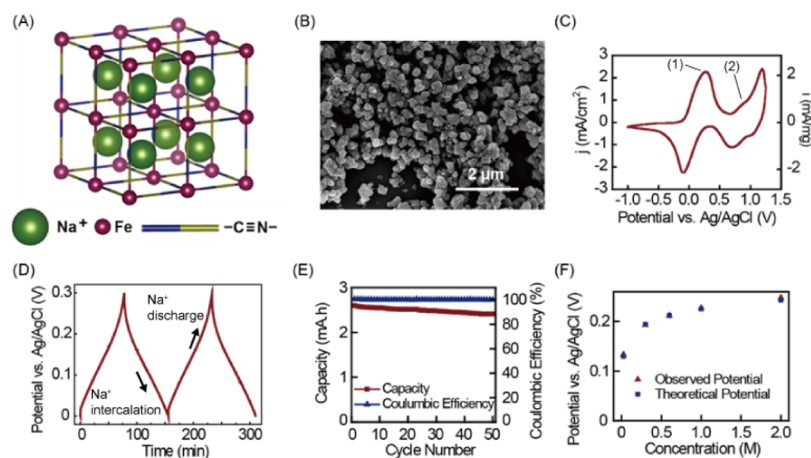 (A)
Na⁺ Fe -C≡N-
(B)
2 μm
(C)
(1)
(2)
j (mA/cm²)
3
2
1
0
-1
-2
-3
I (mA/mg)
2
0
-2
-1.0 -0.5 0.0 0.5 1.0 1.5
Potential vs. Ag/AgCl (V)
(D)
Potential vs. Ag/AgCl (V)
0.3
0.2
0.1
0
Na⁺
discharge
Na⁺
intercalation
0 100 200 300
Time (min)
(E)
Capacity (mA.h)
3
2
1
0
Coulombic Efficiency (%)
100
80
60
40
20
0
Capacity
Coulumbic Efficiency
0 10 20 30 40 50
Cycle Number
(F)
Potential vs. Ag/AgCl (V)
0.2
0.1
0.0
Observed Potential
Theoretical Potential
0.0 0.5 1.0 1.5 2.0
Concentration (M)